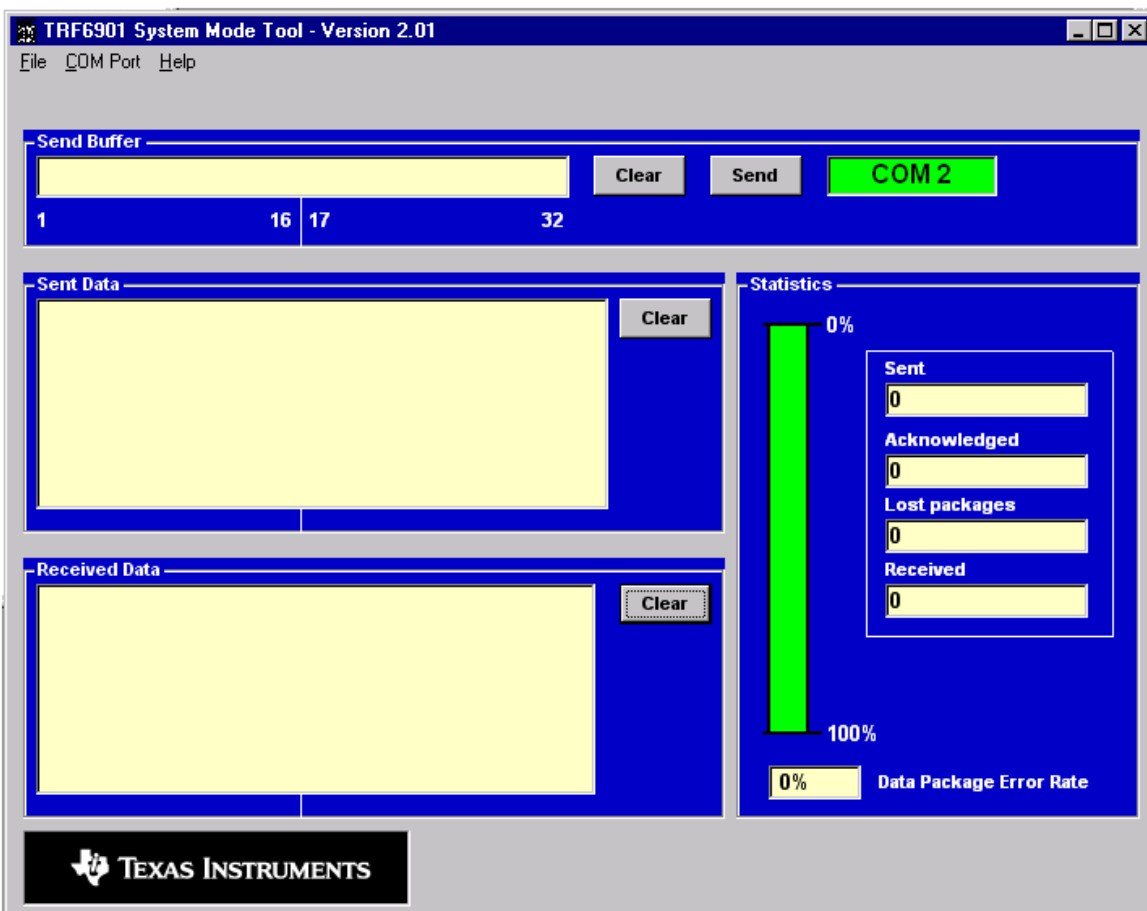 TRF6901 System Mode Tool - Version 2.01
File COM Port Help
Send Buffer
Clear Send COM 2
1 16 17 32
Sent Data
Clear
Statistics
0%
Sent
0
Acknowledged
0
Lost packages
0
Received
0
100%
0% Data Package Error Rate
Received Data
Clear
TEXAS INSTRUMENTS